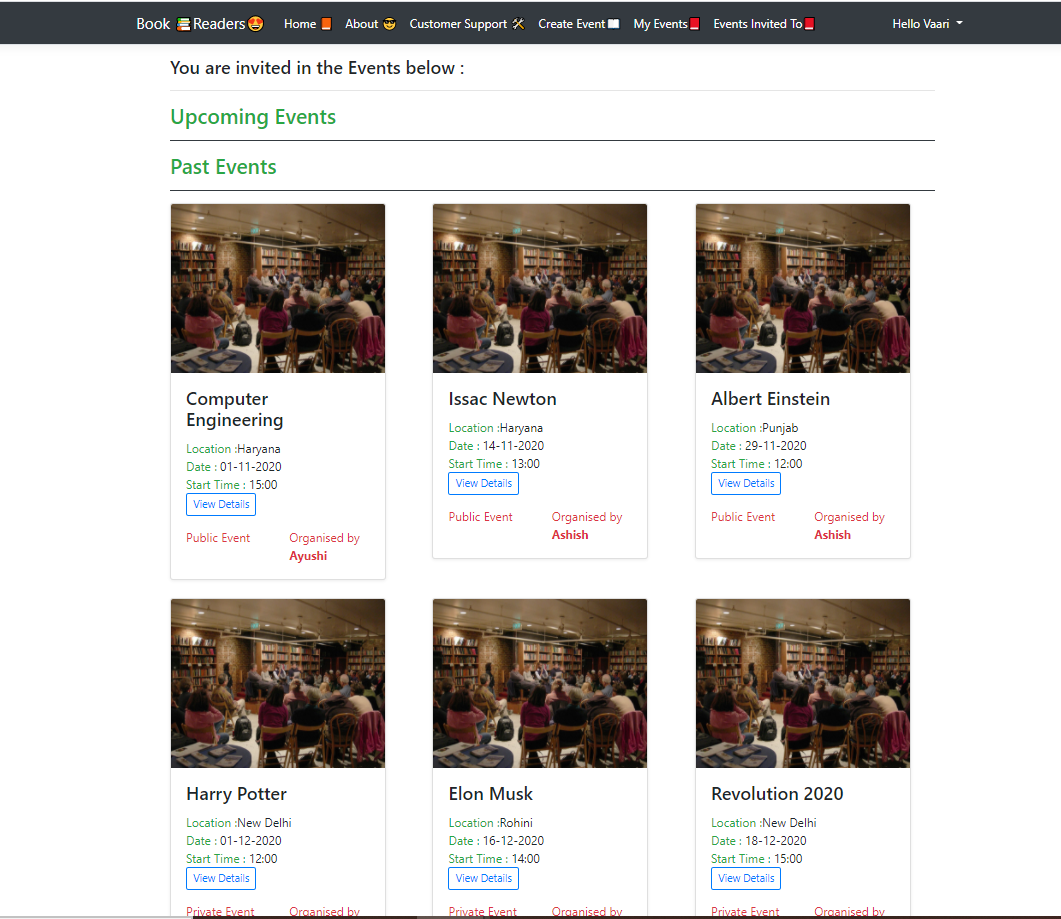 Book 📚Readers🤩 Home 📙 About 😎 Customer Support 🛠 Create Event📖 My Events📕 Events Invited To📕 Hello Vaari
You are invited in the Events below :
Upcoming Events
Past Events
Computer
Engineering
Location :Haryana
Date : 01-11-2020
Start Time : 15:00
View Details
Public Event
Organised by
Ayushi
Issac Newton
Location :Haryana
Date : 14-11-2020
Start Time : 13:00
View Details
Public Event
Organised by
Ashish
Albert Einstein
Location :Punjab
Date : 29-11-2020
Start Time : 12:00
View Details
Public Event
Organised by
Ashish
Harry Potter
Location :New Delhi
Date : 01-12-2020
Start Time : 12:00
View Details
Private Event
Organised by
Elon Musk
Location :Rohini
Date : 16-12-2020
Start Time : 14:00
View Details
Private Event
Organised by
Revolution 2020
Location :New Delhi
Date : 18-12-2020
Start Time : 15:00
View Details
Private Event
Organised by